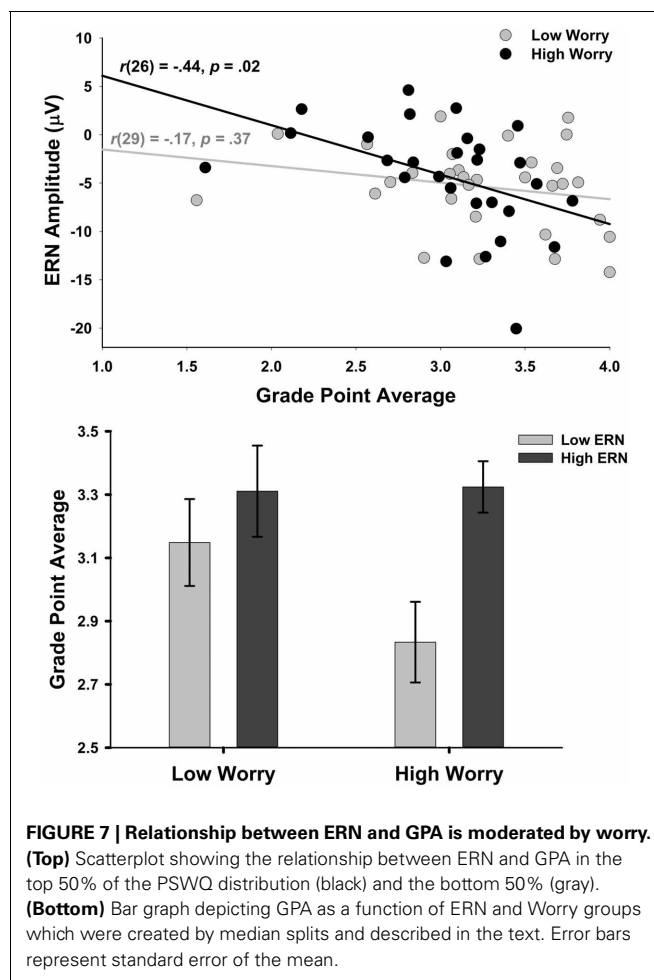 Low Worry
High Worry
r(26) = -.44, p = .02
r(29) = -.17, p = .37
ERN Amplitude (µV)
10
5
0
-5
-10
-15
-20
1.0 1.5 2.0 2.5 3.0 3.5 4.0
Grade Point Average
Low ERN
High ERN
Grade Point Average
3.5
3.3
3.1
2.9
2.7
2.5
Low Worry High Worry
FIGURE 7 | Relationship between ERN and GPA is moderated by worry.
(Top) Scatterplot showing the relationship between ERN and GPA in the
top 50% of the PSWQ distribution (black) and the bottom 50% (gray).
(Bottom) Bar graph depicting GPA as a function of ERN and Worry groups
which were created by median splits and described in the text. Error bars
represent standard error of the mean.